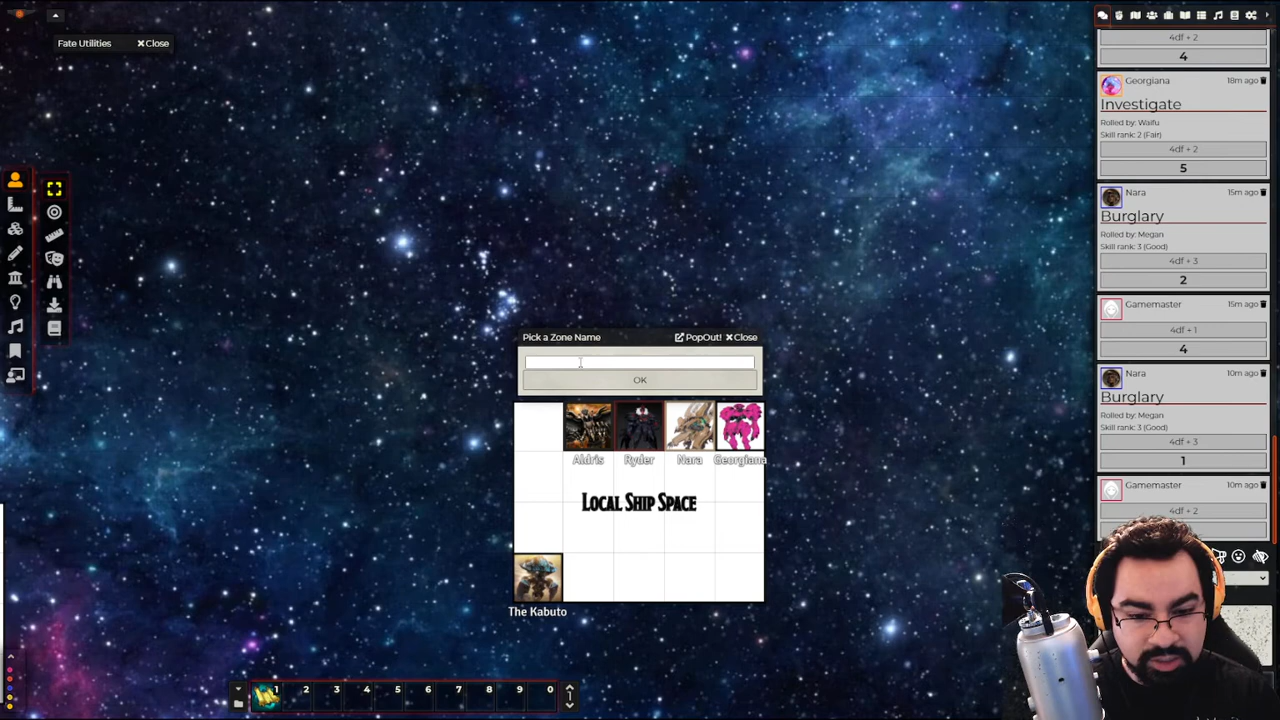 Fate Utilities Close
4df + 2
4
Georgiana 18m ago
Investigate
Rolled by: Waifu
Skill rank: 2 (Fair)
4df + 2
5
Nara 15m ago
Burglary
Rolled by: Megan
Skill rank: 3 (Good)
4df + 3
2
Gamemaster 15m ago
4df + 1
4
Nara 10m ago
Burglary
Rolled by: Megan
Skill rank: 3 (Good)
4df + 3
1
Gamemaster 10m ago
4df + 2
Pick a Zone Name PopOut! Close
OK
Aldris Ryder Nara Georgiana
Local Ship Space
The Kabuto
1 2 3 4 5 6 7 8 9 0
1